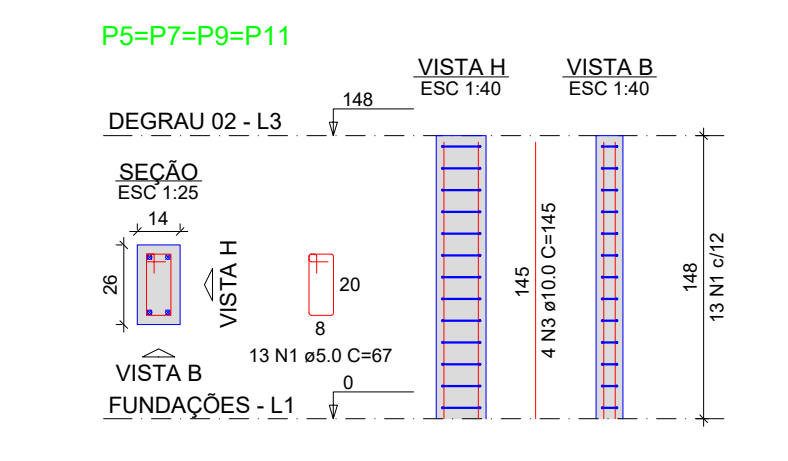 P5=P7=P9=P11
VISTA H
ESC 1:40
VISTA B
ESC 1:40
148
DEGRAU 02 - L3
SEÇÃO
ESC 1:25
14
26
VISTA H
VISTA B
20
8
13 N1 ø5.0 C=67
145
4 N3 ø10.0 C=145
148
13 N1 c/12
0
FUNDAÇÕES - L1